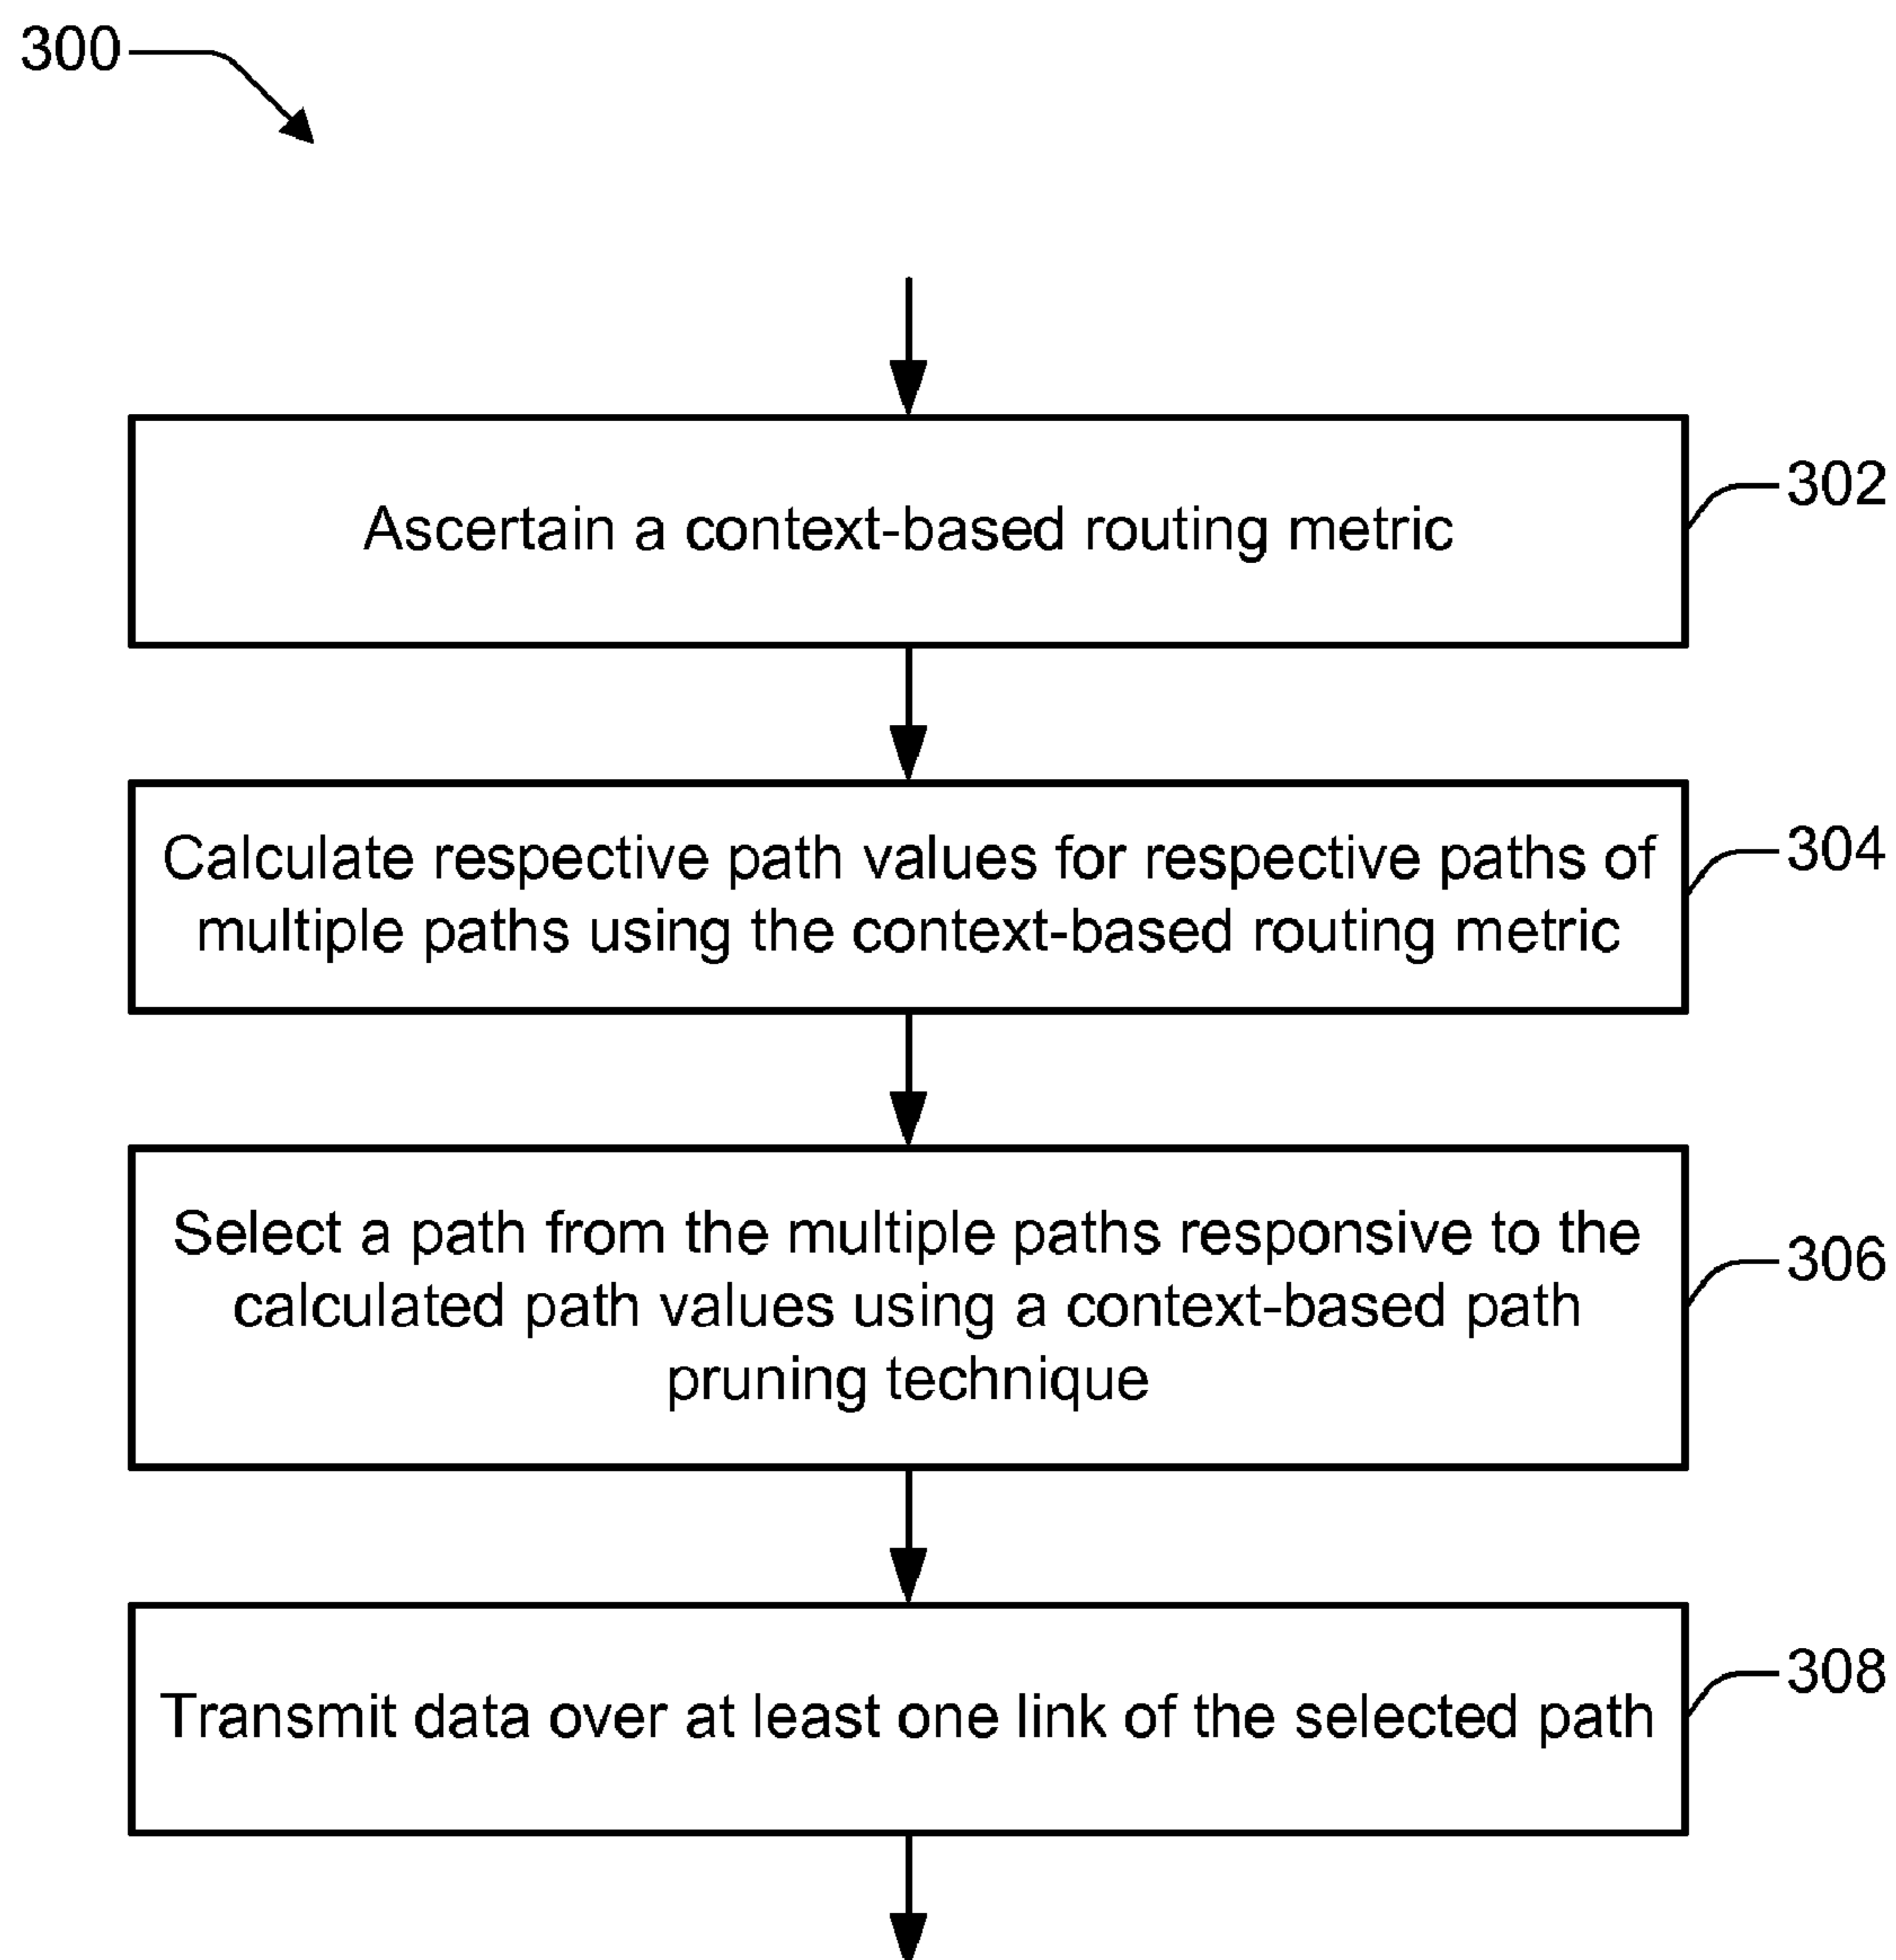 300
Ascertain a context-based routing metric
302
Calculate respective path values for respective paths of
multiple paths using the context-based routing metric
304
Select a path from the multiple paths responsive to the
calculated path values using a context-based path
pruning technique
306
Transmit data over at least one link of the selected path
308